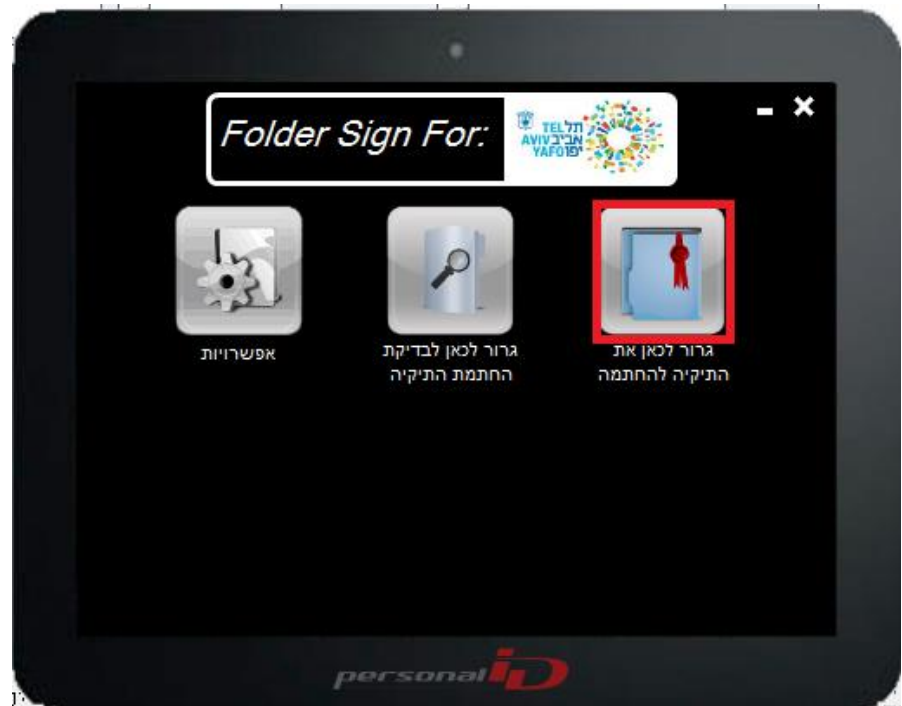 Folder Sign For:
תל
TEL
אביב AVIV
יפו YAFO
גרור לכאן את
התיקיה להחתמה
גרור לכאן לבדיקת
החתמת התיקיה
אפשרויות
personal ID